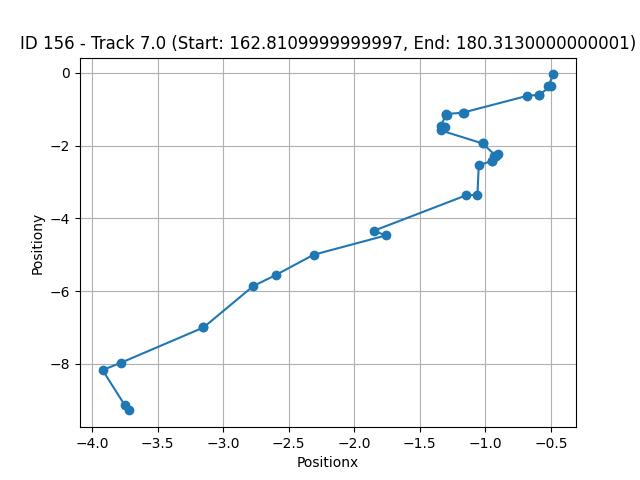 ID 156 - Track 7.0 (Start: 162.8109999999997, End: 180.3130000000001)
Positiony
0
−2
−4
−6
−8
−4.0 −3.5 −3.0 −2.5 −2.0 −1.5 −1.0 −0.5
Positionx